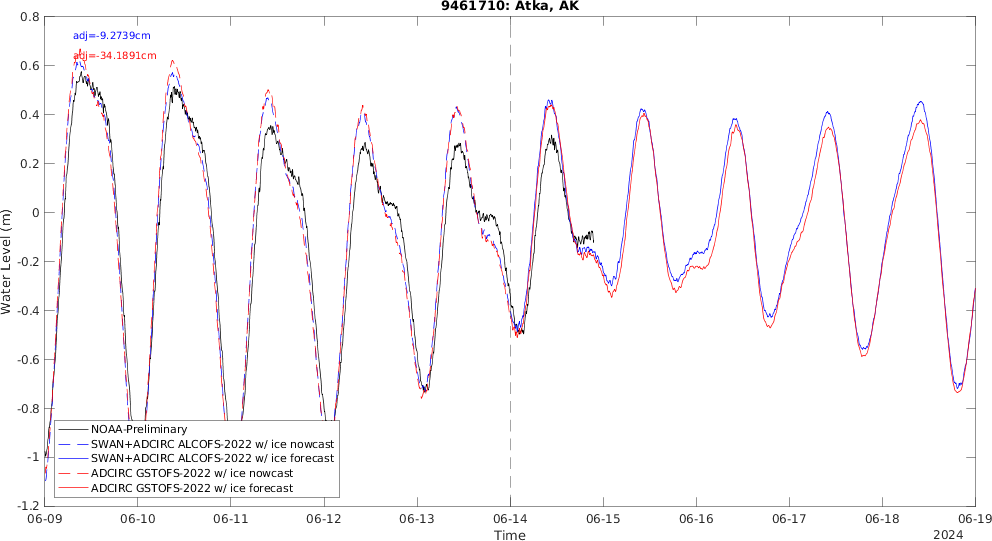 9461710: Atka, AK
adj=-9.2739cm
adj=-34.1891cm
0.8
0.6
0.4
0.2
0
-0.2
-0.4
-0.6
-0.8
-1
-1.2
Water Level (m)
NOAA-Preliminary
SWAN+ADCIRC ALCOFS-2022 w/ ice nowcast
SWAN+ADCIRC ALCOFS-2022 w/ ice forecast
ADCIRC GSTOFS-2022 w/ ice nowcast
ADCIRC GSTOFS-2022 w/ ice forecast
06-09 06-10 06-11 06-12 06-13 06-14 06-15 06-16 06-17 06-18 06-19
Time
2024